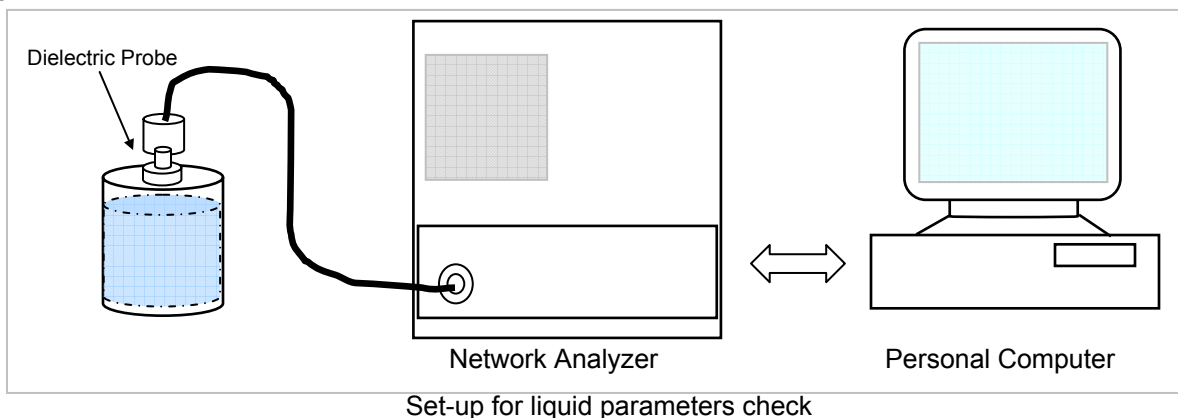 Dielectric Probe
Network Analyzer
Personal Computer
Set-up for liquid parameters check